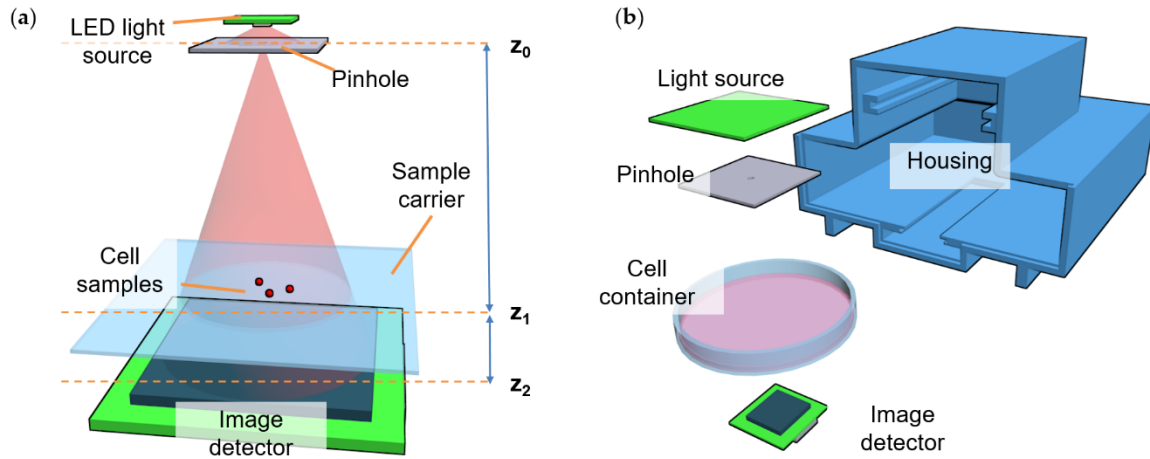 (a)
LED light
source
Pinhole
z0
Sample
carrier
Cell
samples
z1
z2
Image
detector
(b)
Light source
Pinhole
Housing
Cell
container
Image
detector